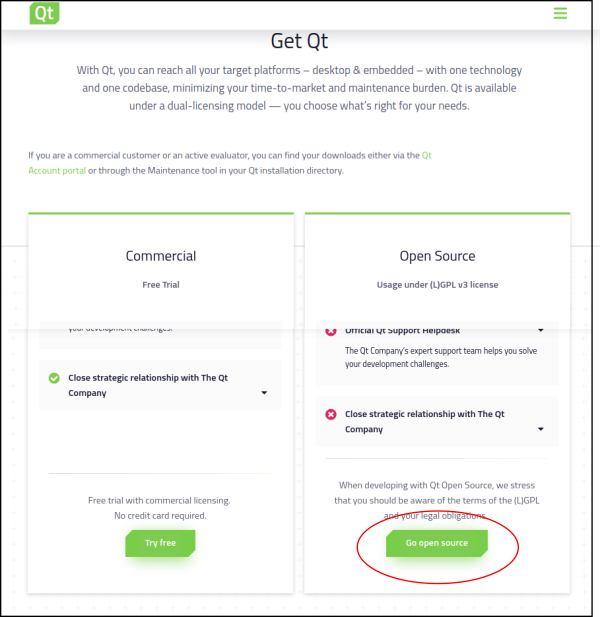 Qt
Get Qt
With Qt, you can reach all your target platforms – desktop & embedded – with one technology
and one codebase, minimizing your time-to-market and maintenance burden. Qt is available
under a dual-licensing model — you choose what's right for your needs.
If you are a commercial customer or an active evaluator, you can find your downloads either via the Qt
Account portal or through the Maintenance tool in your Qt installation directory.
Commercial
Free Trial
your development challenges.
Close strategic relationship with The Qt
Company
Free trial with commercial licensing.
No credit card required.
Try free
Open Source
Usage under (L)GPL v3 license
Official Qt Support Helpdesk
The Qt Company's expert support team helps you solve
your development challenges.
Close strategic relationship with The Qt
Company
When developing with Qt Open Source, we stress
that you should be aware of the terms of the (L)GPL
and your legal obligations.
Go open source